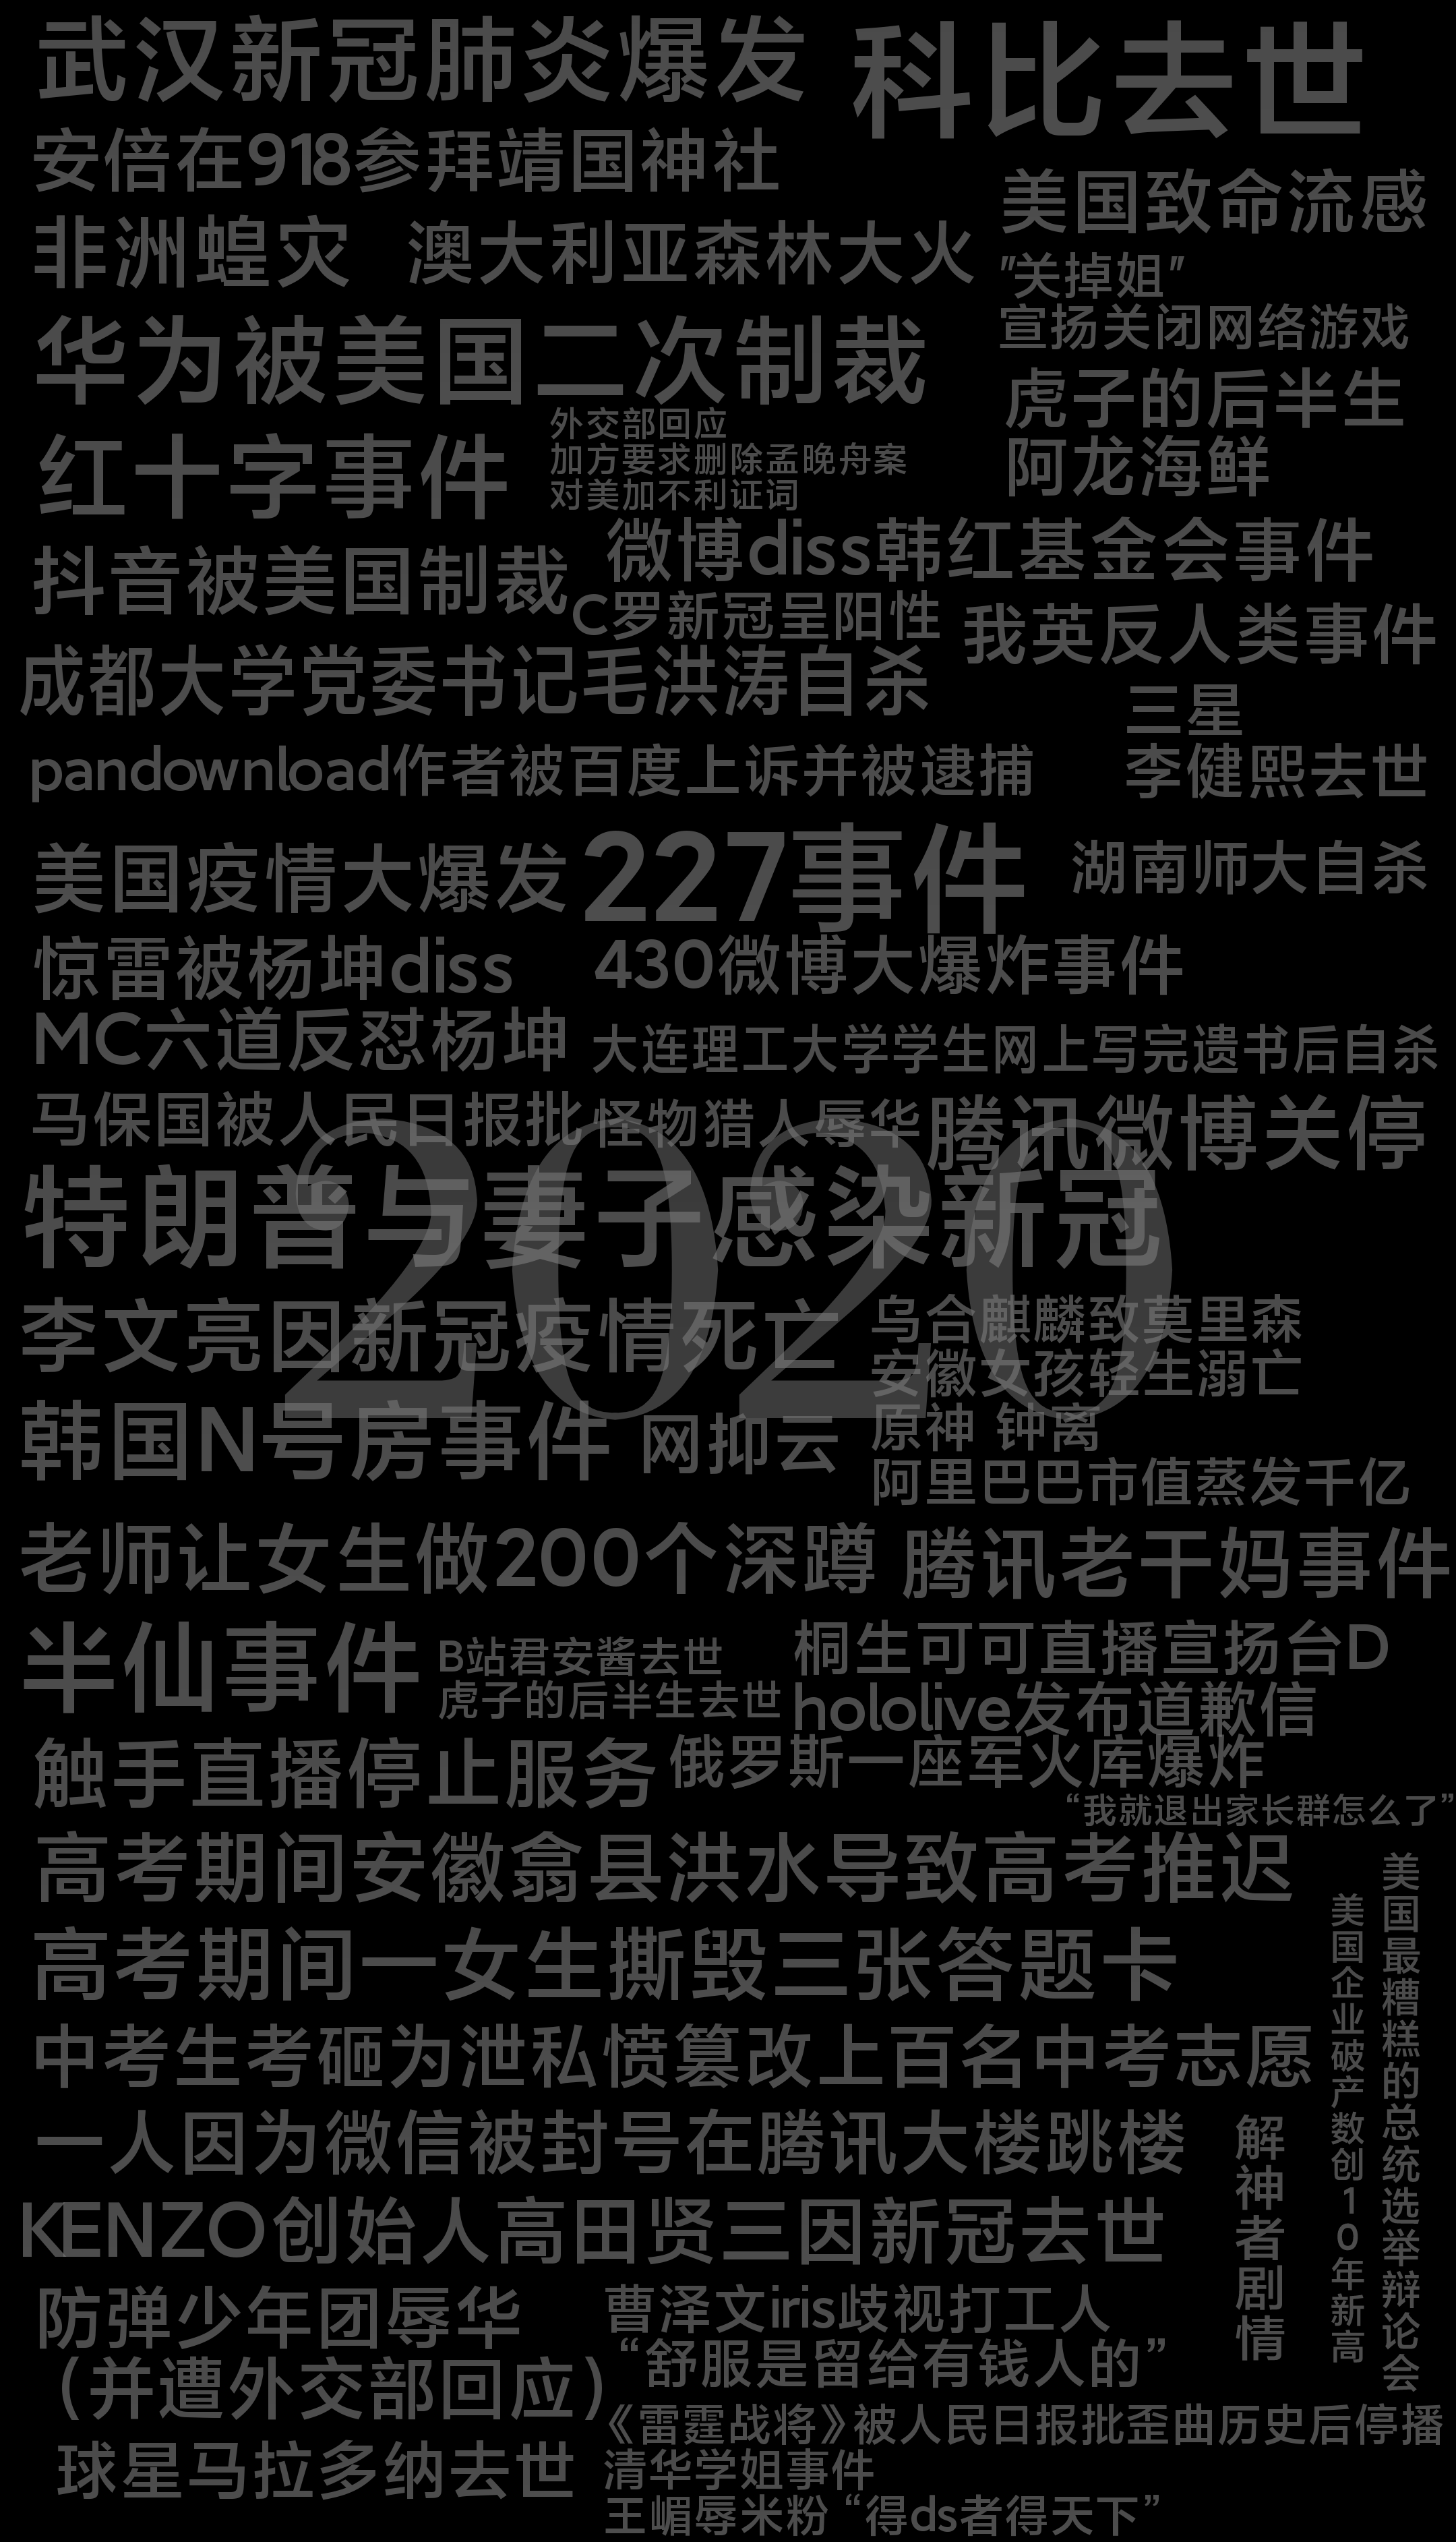 武汉新冠肺炎爆发
科比去世
安倍在918参拜靖国神社
美国致命流感
非洲蝗灾 澳大利亚森林大火
"关掉姐"
宣扬关闭网络游戏
华为被美国二次制裁
虎子的后半生
阿龙海鲜
红十字事件
外交部回应
加方要求删除孟晚舟案
对美加不利证词
微博diss韩红基金会事件
抖音被美国制裁
C罗新冠呈阳性
我英反人类事件
成都大学党委书记毛洪涛自杀
三星
李健熙去世
pandownload作者被百度上诉并被逮捕
美国疫情大爆发
227事件
湖南师大自杀
惊雷被杨坤diss
430微博大爆炸事件
MC六道反怼杨坤
大连理工大学学生网上写完遗书后自杀
马保国被人民日报批
怪物猎人辱华
腾讯微博关停
特朗普与妻子感染新冠
2020
李文亮因新冠疫情死亡
乌合麒麟致莫里森
安徽女孩轻生溺亡
韩国N号房事件
网抑云
原神 钟离
阿里巴巴市值蒸发千亿
老师让女生做200个深蹲
腾讯老干妈事件
半仙事件
B站君安酱去世
虎子的后半生去世
桐生可可直播宣扬台D
hololive发布道歉信
触手直播停止服务
俄罗斯一座军火库爆炸
“我就退出家长群怎么了”
高考期间安徽翕县洪水导致高考推迟
高考期间一女生撕毁三张答题卡
中考生考砸为泄私愤篡改上百名中考志愿
一人因为微信被封号在腾讯大楼跳楼
KENZO创始人高田贤三因新冠去世
解神者剧情
美国企业破产数创10年新高
美国最糟糕的总统选举辩论会
防弹少年团辱华
(并遭外交部回应)
曹泽文iris歧视打工人
“舒服是留给有钱人的”
《雷霆战将》被人民日报批歪曲历史后停播
球星马拉多纳去世
清华学姐事件
王嵋辱米粉 “得ds者得天下”